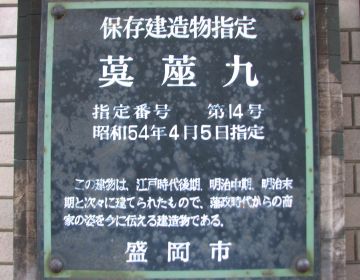 保存建造物指定
茣蓙九
指定番号 第14号
昭和54年4月5日指定
この建物は、江戸時代後期、明治中期、明治末
期と次々に建てられたもので、藩政時代からの商
家の姿を今に伝える建造物である。
盛岡市